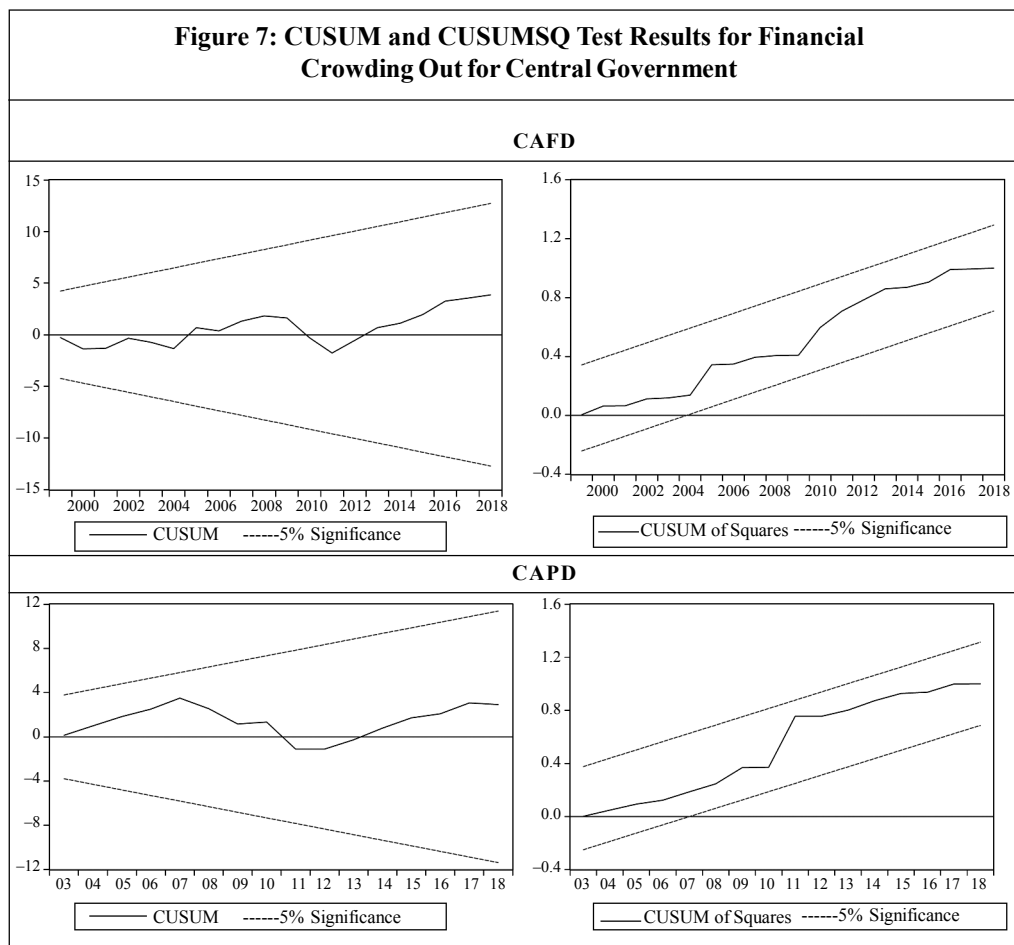 Figure 7: CUSUM and CUSUMSQ Test Results for Financial
Crowding Out for Central Government
CAFD
15
10
5
0
–5
–10
–15
2000 2002 2004 2006 2008 2010 2012 2014 2016 2018
CUSUM ------5% Significance
1.6
1.2
0.8
0.4
0.0
–0.4
2000 2002 2004 2006 2008 2010 2012 2014 2016 2018
CUSUM of Squares -----5% Significance
CAPD
12
8
4
0
–4
–8
–12
03 04 05 06 07 08 09 10 11 12 13 14 15 16 17 18
CUSUM ------5% Significance
1.6
1.2
0.8
0.4
0.0
–0.4
03 04 05 06 07 08 09 10 11 12 13 14 15 16 17 18
CUSUM of Squares -----5% Significance